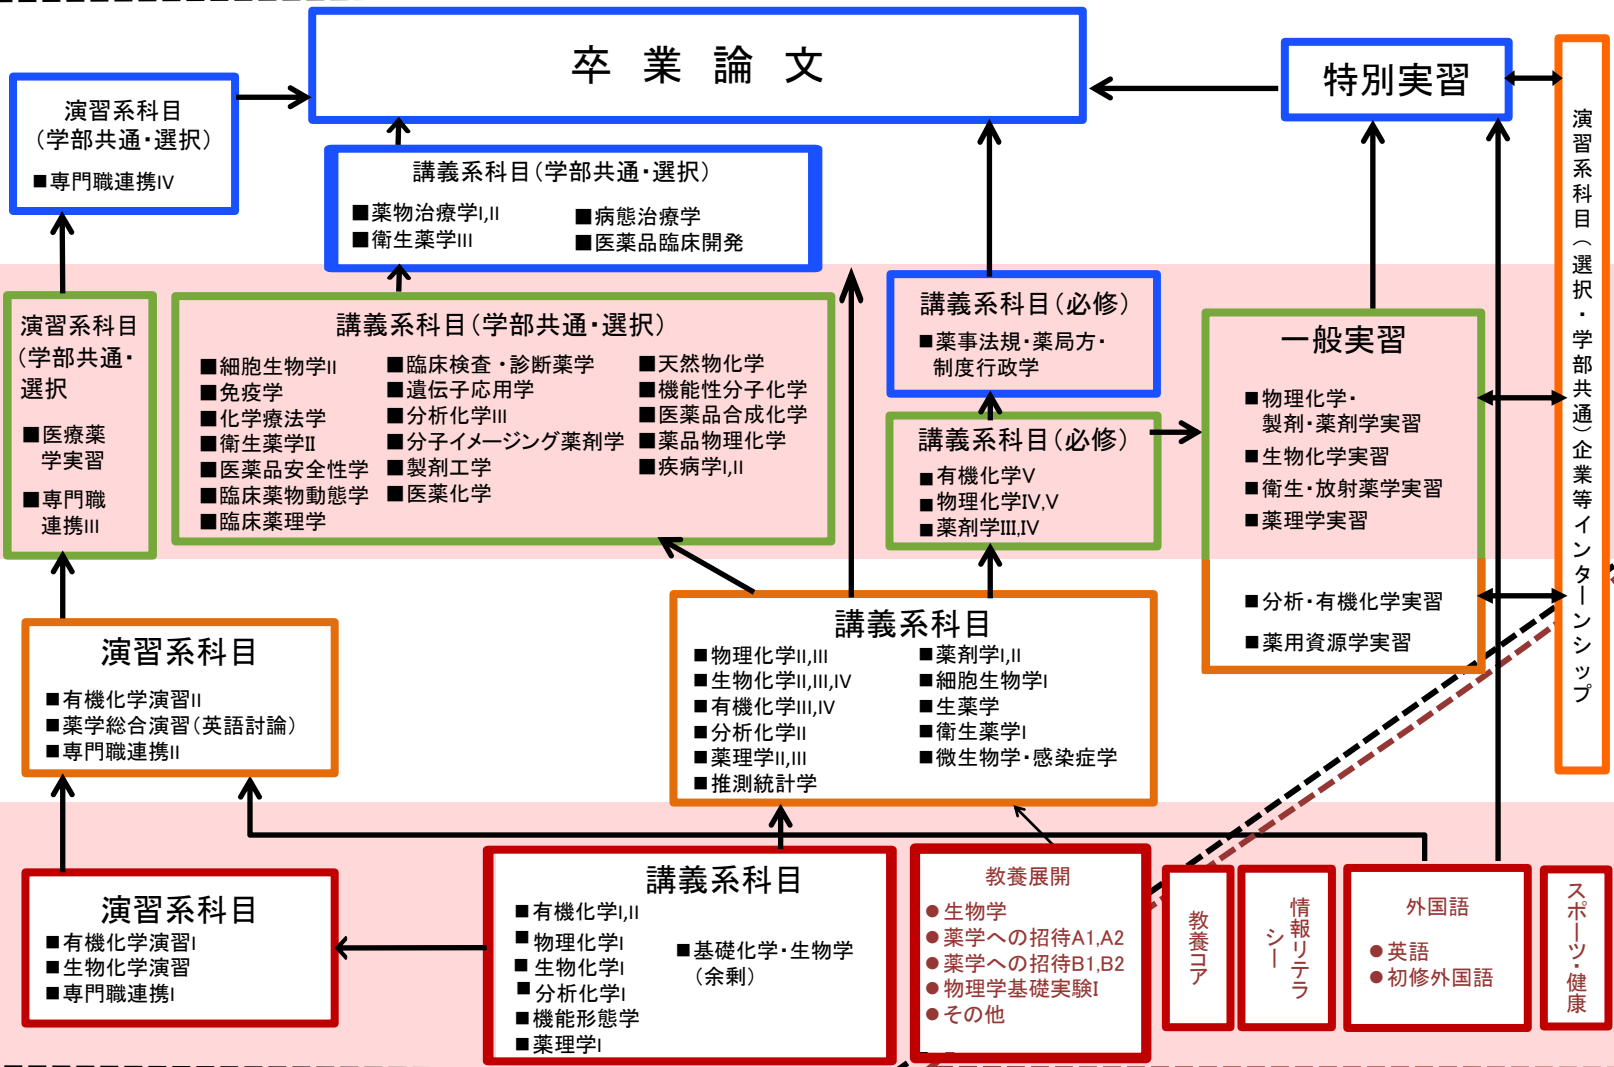 卒業論文
特別実習
演習系科目
(学部共通・選択)
■専門職連携IV
講義系科目(学部共通・選択)
■薬物治療学I,II
■衛生薬学III
■病態治療学
■医薬品臨床開発
演習系科目(選択・学部共通)企業等インターンシップ
演習系科目
(学部共通・
選択
■医療薬
学実習
■専門職
連携III
講義系科目(学部共通・選択)
■細胞生物学II
■免疫学
■化学療法学
■衛生薬学II
■医薬品安全性学
■臨床薬物動態学
■臨床薬理学
■臨床検査・診断薬学
■遺伝子応用学
■分析化学III
■分子イメージング薬剤学
■製剤工学
■医薬化学
■天然物化学
■機能性分子化学
■医薬品合成化学
■薬品物理化学
■疾病学I,II
講義系科目(必修)
■薬事法規・薬局方・
制度行政学
講義系科目(必修)
■有機化学V
■物理化学IV,V
■薬剤学III,IV
一般実習
■物理化学・
製剤・薬剤学実習
■生物化学実習
■衛生・放射薬学実習
■薬理学実習
■分析・有機化学実習
■薬用資源学実習
演習系科目
■有機化学演習II
■薬学総合演習(英語討論)
■専門職連携II
講義系科目
■物理化学II,III
■生物化学II,III,IV
■有機化学III,IV
■分析化学II
■薬理学II,III
■推測統計学
■薬剤学I,II
■細胞生物学I
■生薬学
■衛生薬学I
■微生物学・感染症学
演習系科目
■有機化学演習I
■生物化学演習
■専門職連携I
講義系科目
■有機化学I,II
■物理化学I
■生物化学I
■分析化学I
■機能形態学
■薬理学I
■基礎化学・生物学
(余剰)
教養展開
●生物学
●薬学への招待A1,A2
●薬学への招待B1,B2
●物理学基礎実験I
●その他
教養コア
情報リテラ
シー
外国語
●英語
●初修外国語
スポーツ・健康